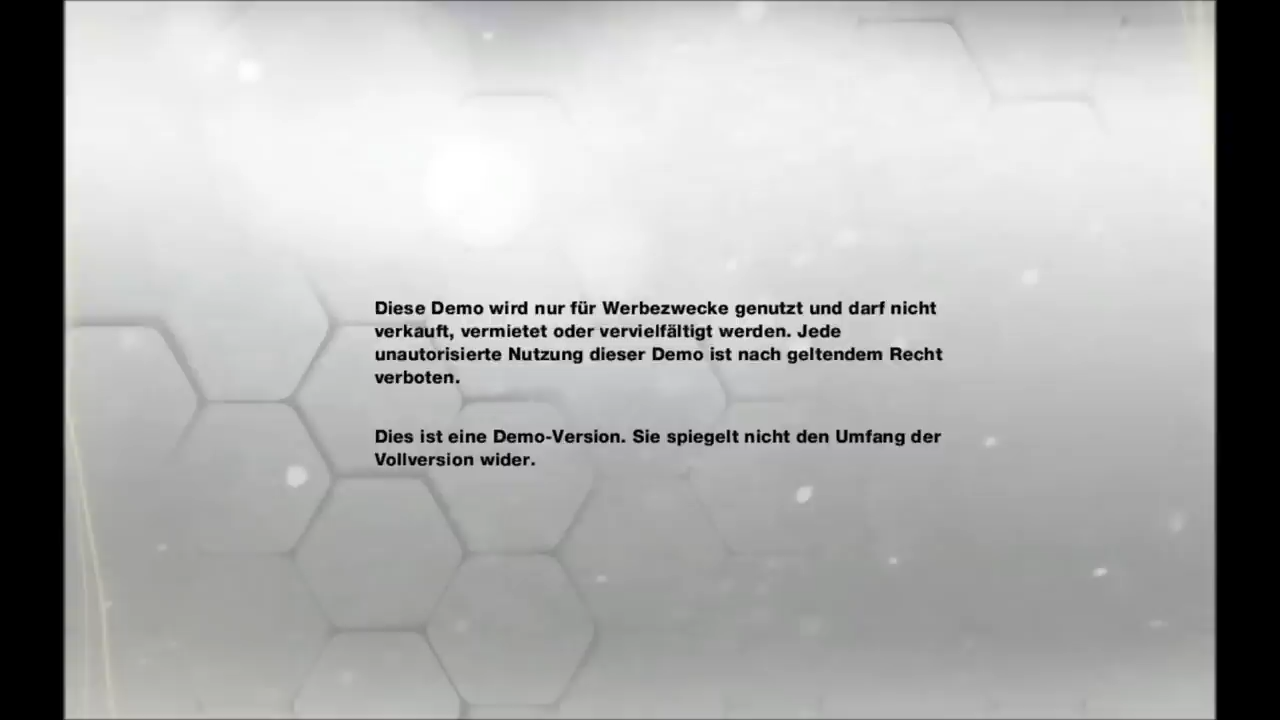 Diese Demo wird nur für Werbezwecke genutzt und darf nicht
verkauft, vermietet oder vervielfältigt werden. Jede
unautorisierte Nutzung dieser Demo ist nach geltendem Recht
verboten.
Dies ist eine Demo-Version. Sie spiegelt nicht den Umfang der
Vollversion wider.